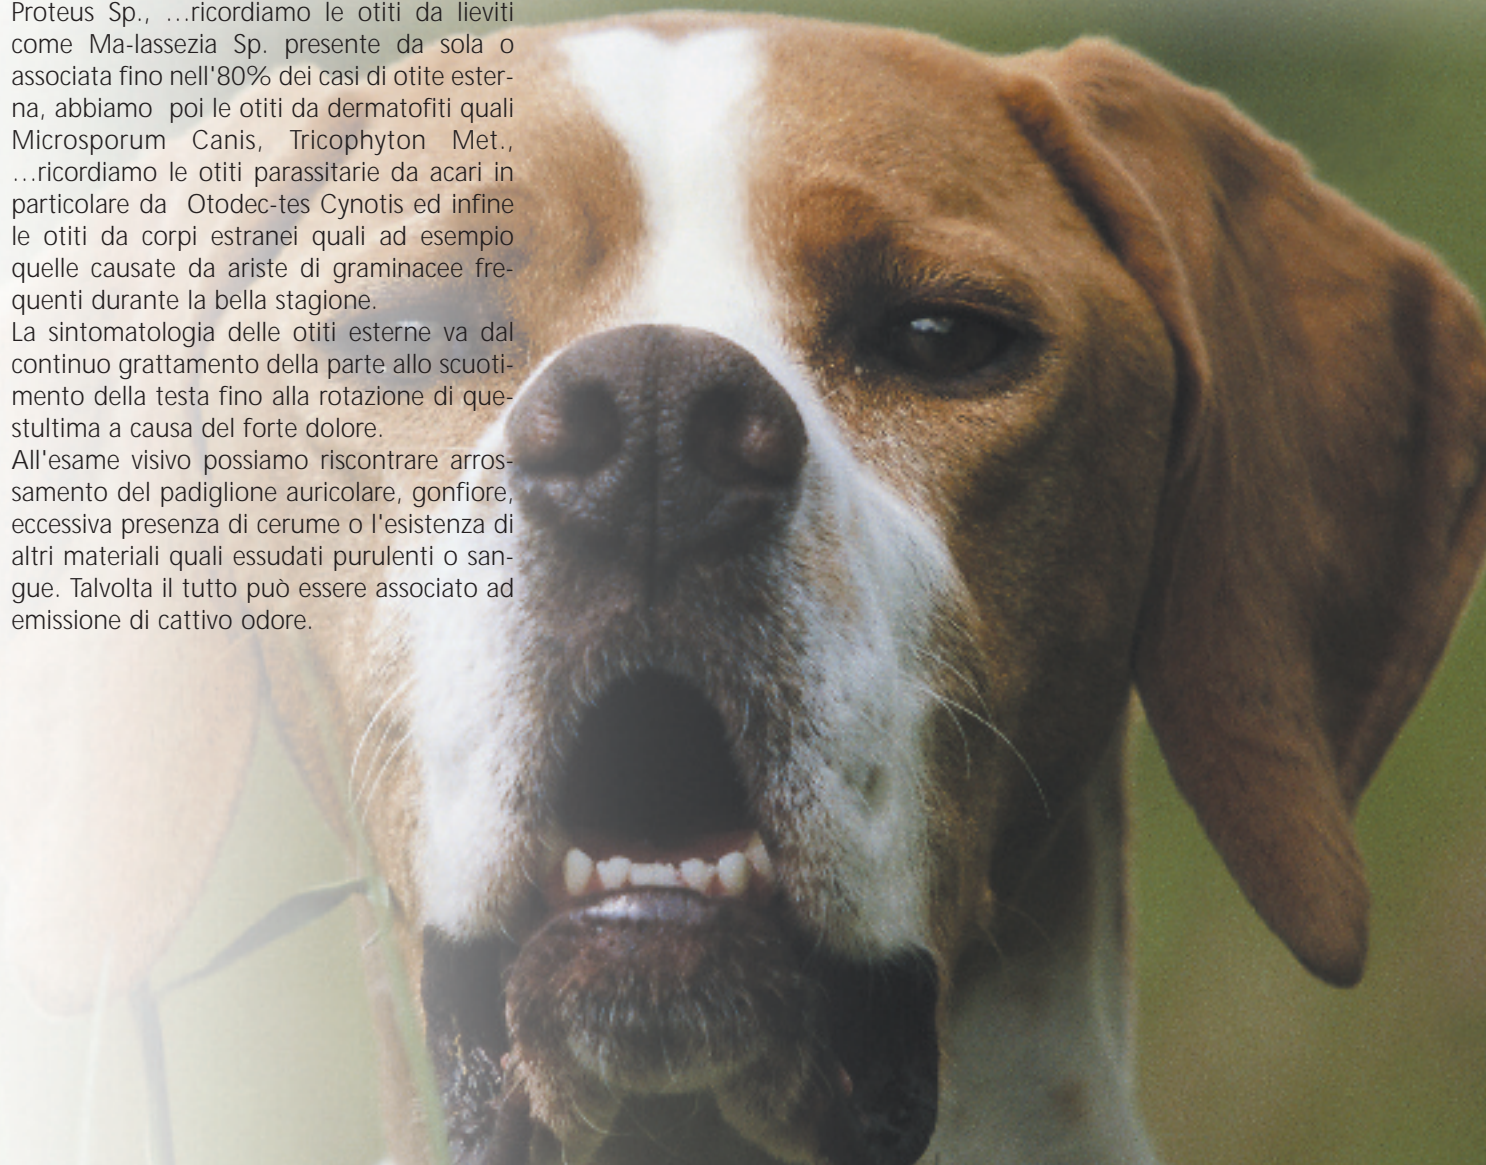 Proteus Sp., ...ricordiamo le otiti da lieviti
come Ma-lassezia Sp. presente da sola o
associata fino nell'80% dei casi di otite ester-
na, abbiamo poi le otiti da dermatofiti quali
Microsporum Canis, Tricophyton Met.,
...ricordiamo le otiti parassitarie da acari in
particolare da Otodec-tes Cynotis ed infine
le otiti da corpi estranei quali ad esempio
quelle causate da ariste di graminacee fre-
quenti durante la bella stagione.
La sintomatologia delle otiti esterne va dal
continuo grattamento della parte allo scuoti-
mento della testa fino alla rotazione di que-
stultima a causa del forte dolore.
All'esame visivo possiamo riscontrare arros-
samento del padiglione auricolare, gonfiore,
eccessiva presenza di cerume o l'esistenza di
altri materiali quali essudati purulenti o san-
gue. Talvolta il tutto può essere associato ad
emissione di cattivo odore.